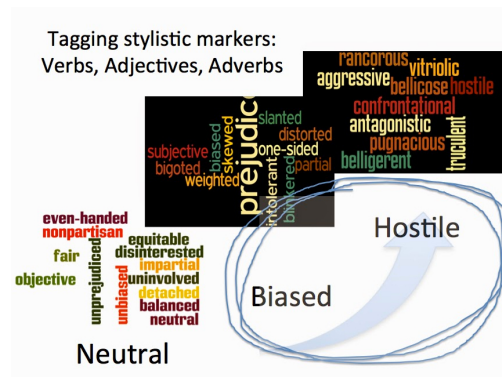 Tagging stylistic markers:
Verbs, Adjectives, Adverbs
rancorous
vitriolic
aggressive
bellicose
hostile
confrontational
antagonistic
pugnacious
truculent
belligerent
prejudice
slanted
biased
skewed
distorted
subjective
one-sided
bigoted
partial
weighted
intolerant
blinkered
even-handed
nonpartisan
fair
objective
unprejudiced
unbiased
equitable
disinterested
impartial
uninvolved
detached
balanced
neutral
Hostile
Biased
Neutral